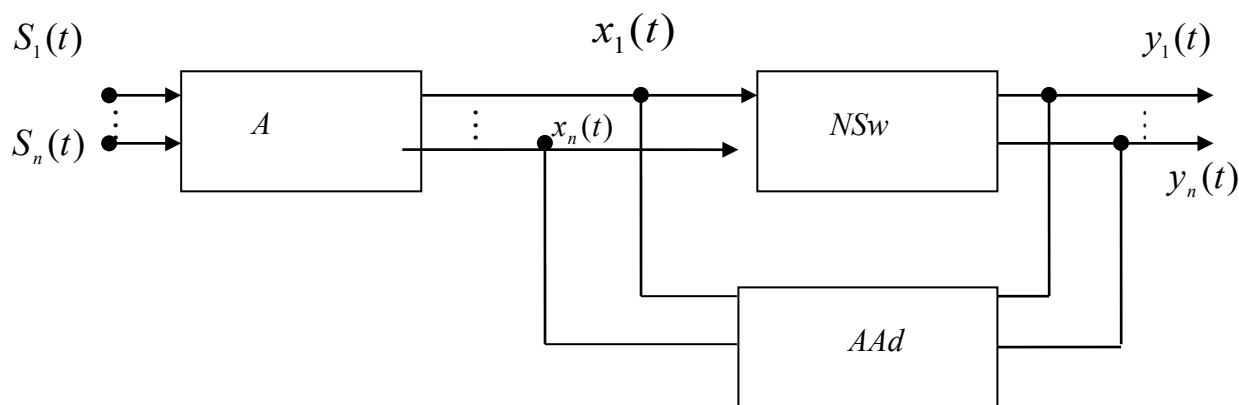 S₁(t)
x₁(t)
y₁(t)
A
xₙ(t)
NSw
Sₙ(t)
yₙ(t)
AAd